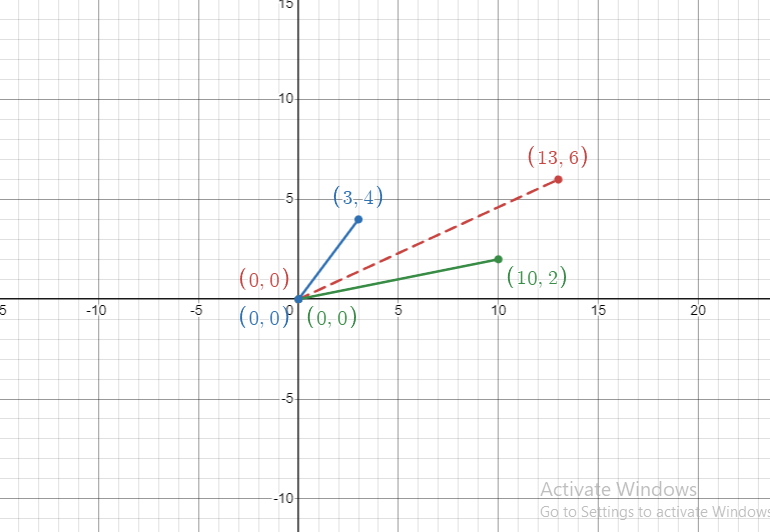 15
10
(13, 6)
(3, 4)
5
(0, 0)
(10, 2)
5 -10 -5 0 5 10 15 20
(0, 0) (0, 0)
-5
-10
Activate Windows
Go to Settings to activate Windows